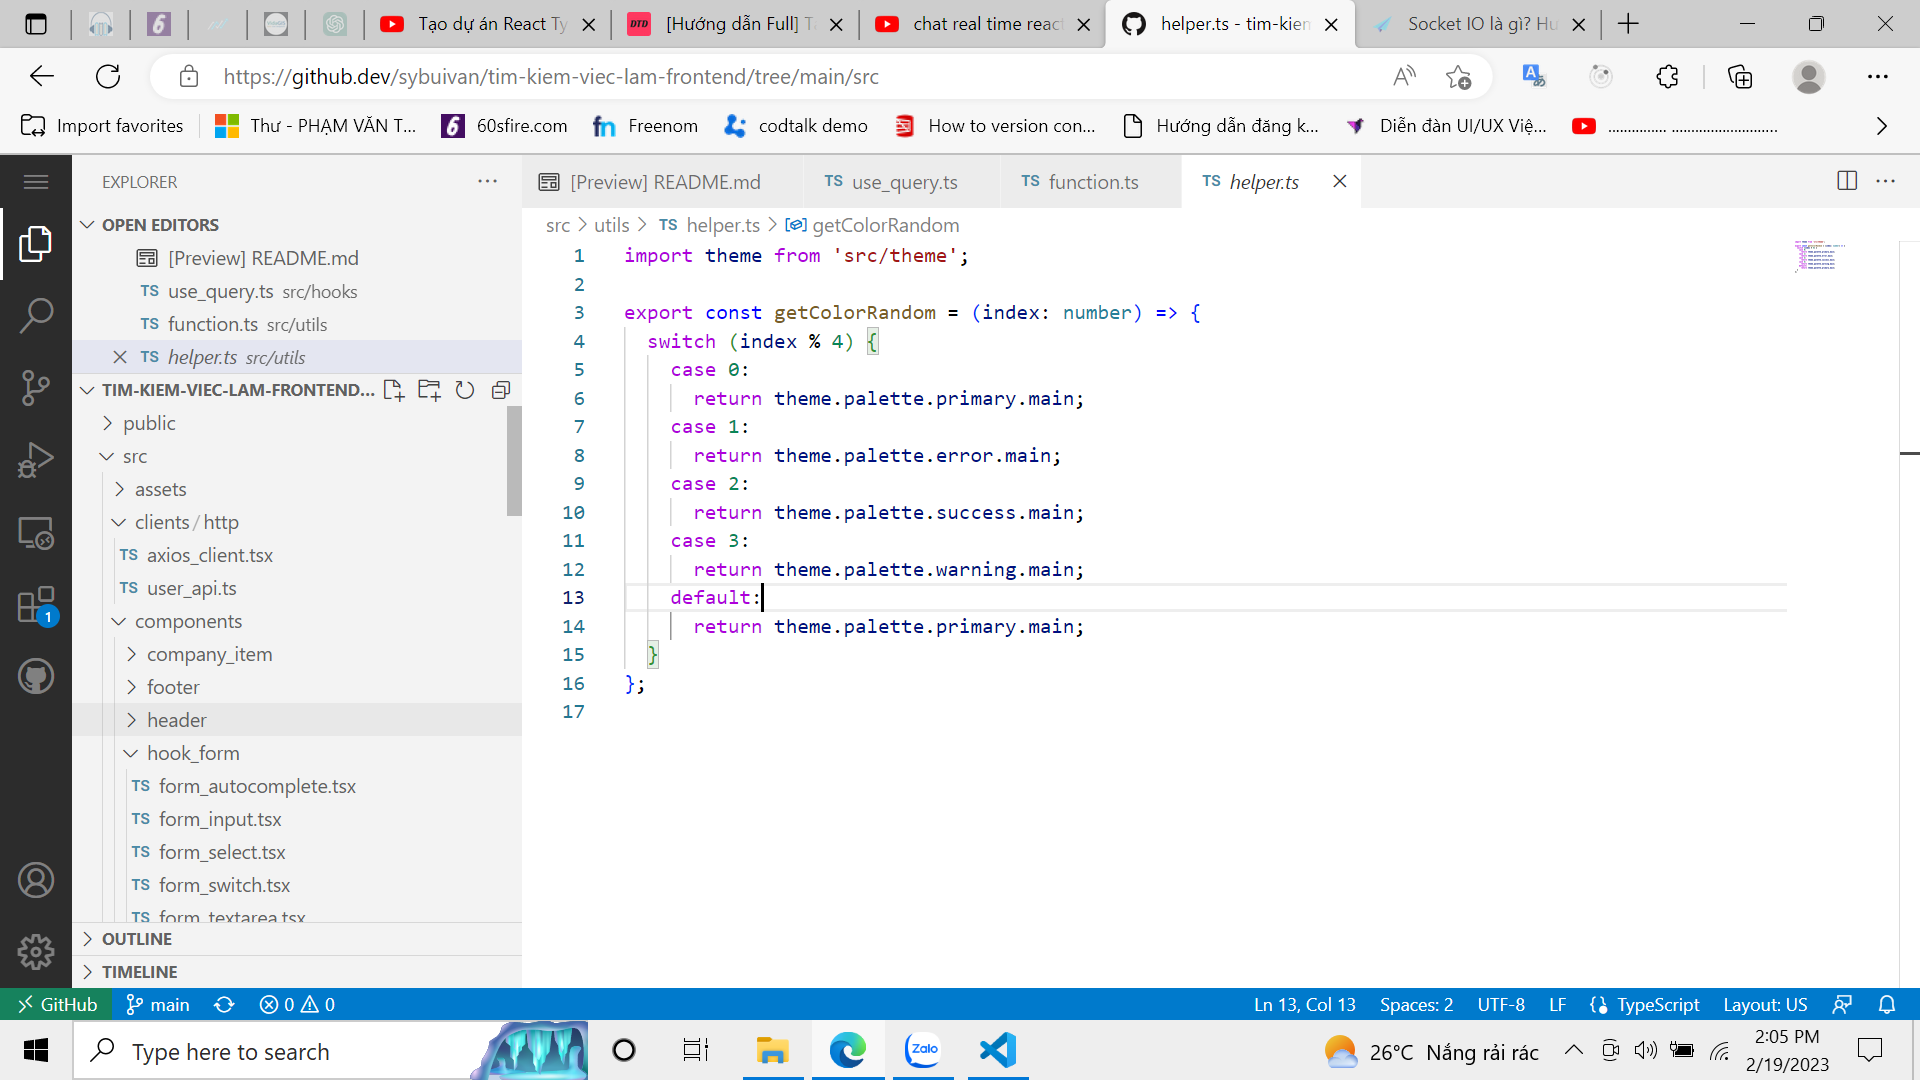 Tạo dự án React Ty
[Hướng dẫn Full] T
chat real time reac
helper.ts - tim-kien
Socket IO là gì? Hu
https://github.dev/sybuivan/tim-kiem-viec-lam-frontend/tree/main/src
Import favorites
Thư - PHẠM VĂN T...
60sfire.com
Freenom
codtalk demo
How to version con...
Hướng dẫn đăng k...
Diễn đàn UI/UX Việ...
............... ...........................
EXPLORER
OPEN EDITORS
[Preview] README.md
TS use_query.ts src/hooks
TS function.ts src/utils
TS helper.ts src/utils
TIM-KIEM-VIEC-LAM-FRONTEND...
public
src
assets
clients/http
TS axios_client.tsx
TS user_api.ts
components
company_item
footer
header
hook_form
TS form_autocomplete.tsx
TS form_input.tsx
TS form_select.tsx
TS form_switch.tsx
TS form_textarea.tsx
OUTLINE
TIMELINE
1
[Preview] README.md
TS use_query.ts
TS function.ts
TS helper.ts
src > utils > TS helper.ts > getColorRandom
1 import theme from 'src/theme';
2
3 export const getColorRandom = (index: number) => {
4 switch (index % 4) {
5 case 0:
6 return theme.palette.primary.main;
7 case 1:
8 return theme.palette.error.main;
9 case 2:
10 return theme.palette.success.main;
11 case 3:
12 return theme.palette.warning.main;
13 default:
14 return theme.palette.primary.main;
15 }
16 };
17
GitHub main 0 0
Ln 13, Col 13 Spaces: 2 UTF-8 LF {} TypeScript Layout: US
Type here to search
Zalo
26°C Nắng rải rác
2:05 PM
2/19/2023